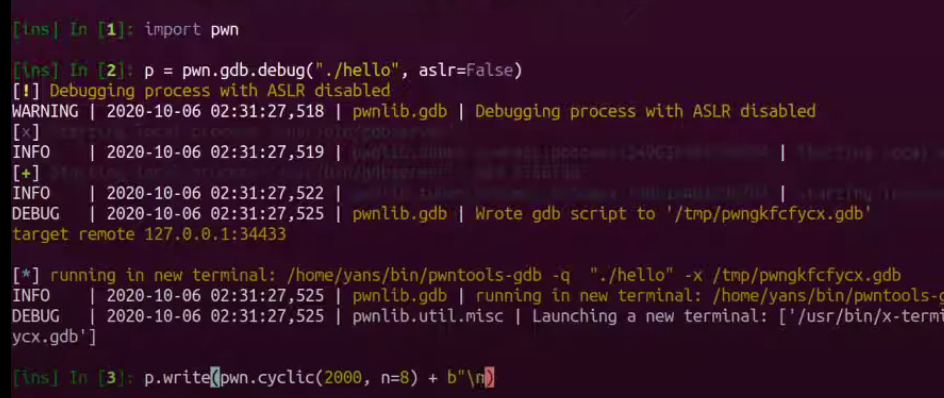 [ins] In [1]: import pwn
[ins] In [2]: p = pwn.gdb.debug("./hello", aslr=False)
[!] Debugging process with ASLR disabled
WARNING | 2020-10-06 02:31:27,518 | pwnlib.gdb | Debugging process with ASLR disabled
[x]
INFO | 2020-10-06 02:31:27,519 | |
[+]
INFO | 2020-10-06 02:31:27,522 | |
DEBUG | 2020-10-06 02:31:27,525 | pwnlib.gdb | Wrote gdb script to '/tmp/pwngkfcfycx.gdb'
target remote 127.0.0.1:34433
[*] running in new terminal: /home/yans/bin/pwntools-gdb -q "./hello" -x /tmp/pwngkfcfycx.gdb
INFO | 2020-10-06 02:31:27,525 | pwnlib.gdb | running in new terminal: /home/yans/bin/pwntools-g
DEBUG | 2020-10-06 02:31:27,525 | pwnlib.util.misc | Launching a new terminal: ['/usr/bin/x-termi
ycx.gdb']
[ins] In [3]: p.write(pwn.cyclic(2000, n=8) + b"\n)